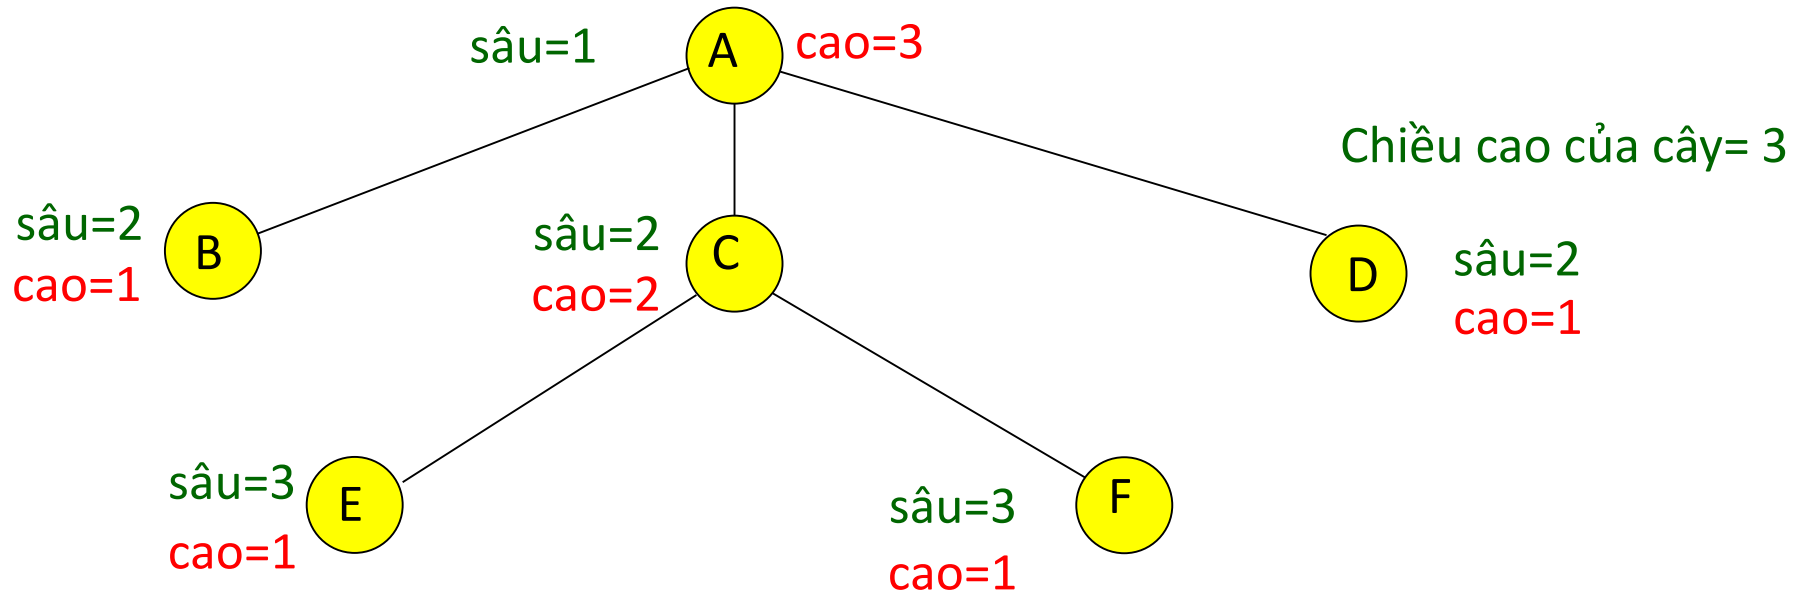 sâu=1
A
cao=3
Chiều cao của cây= 3
sâu=2
cao=1
B
sâu=2
cao=2
C
D
sâu=2
cao=1
sâu=3
cao=1
E
sâu=3
cao=1
F